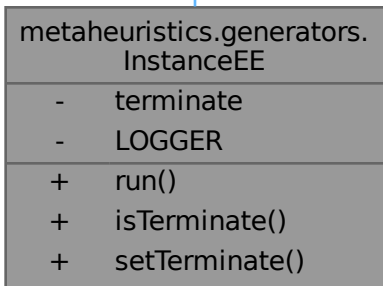 metaheuristics.generators.
InstanceEE
- terminate
- LOGGER
+ run()
+ isTerminate()
+ setTerminate()